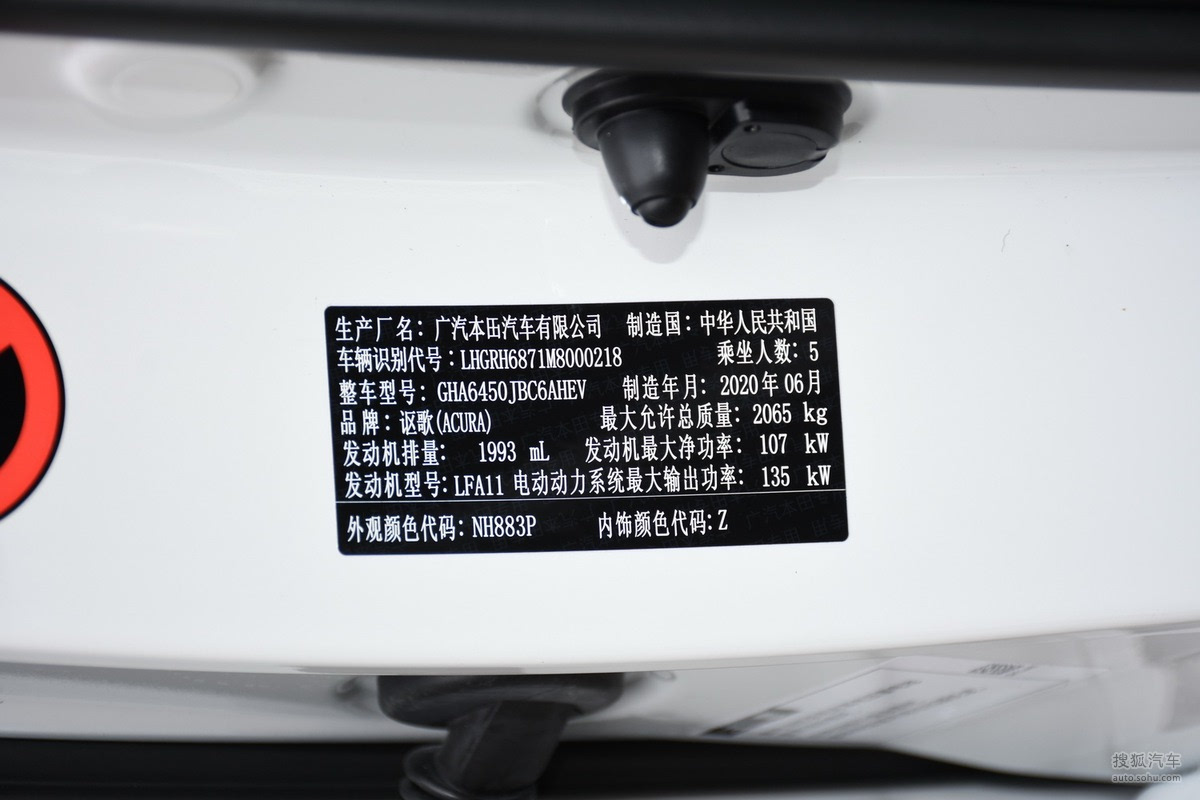 生产厂名：广汽本田汽车有限公司 制造国：中华人民共和国
车辆识别代号：LHGRH6871M8000218 乘坐人数：5
整车型号：GHA6450JBC6AHEV 制造年月：2020年06月
品牌：讴歌(ACURA) 最大允许总质量：2065 kg
发动机排量： 1993 mL 发动机最大净功率： 107 kW
发动机型号：LFA11 电动动力系统最大输出功率： 135 kW
外观颜色代码：NH883P 内饰颜色代码：Z
搜狐汽车
auto.sohu.com